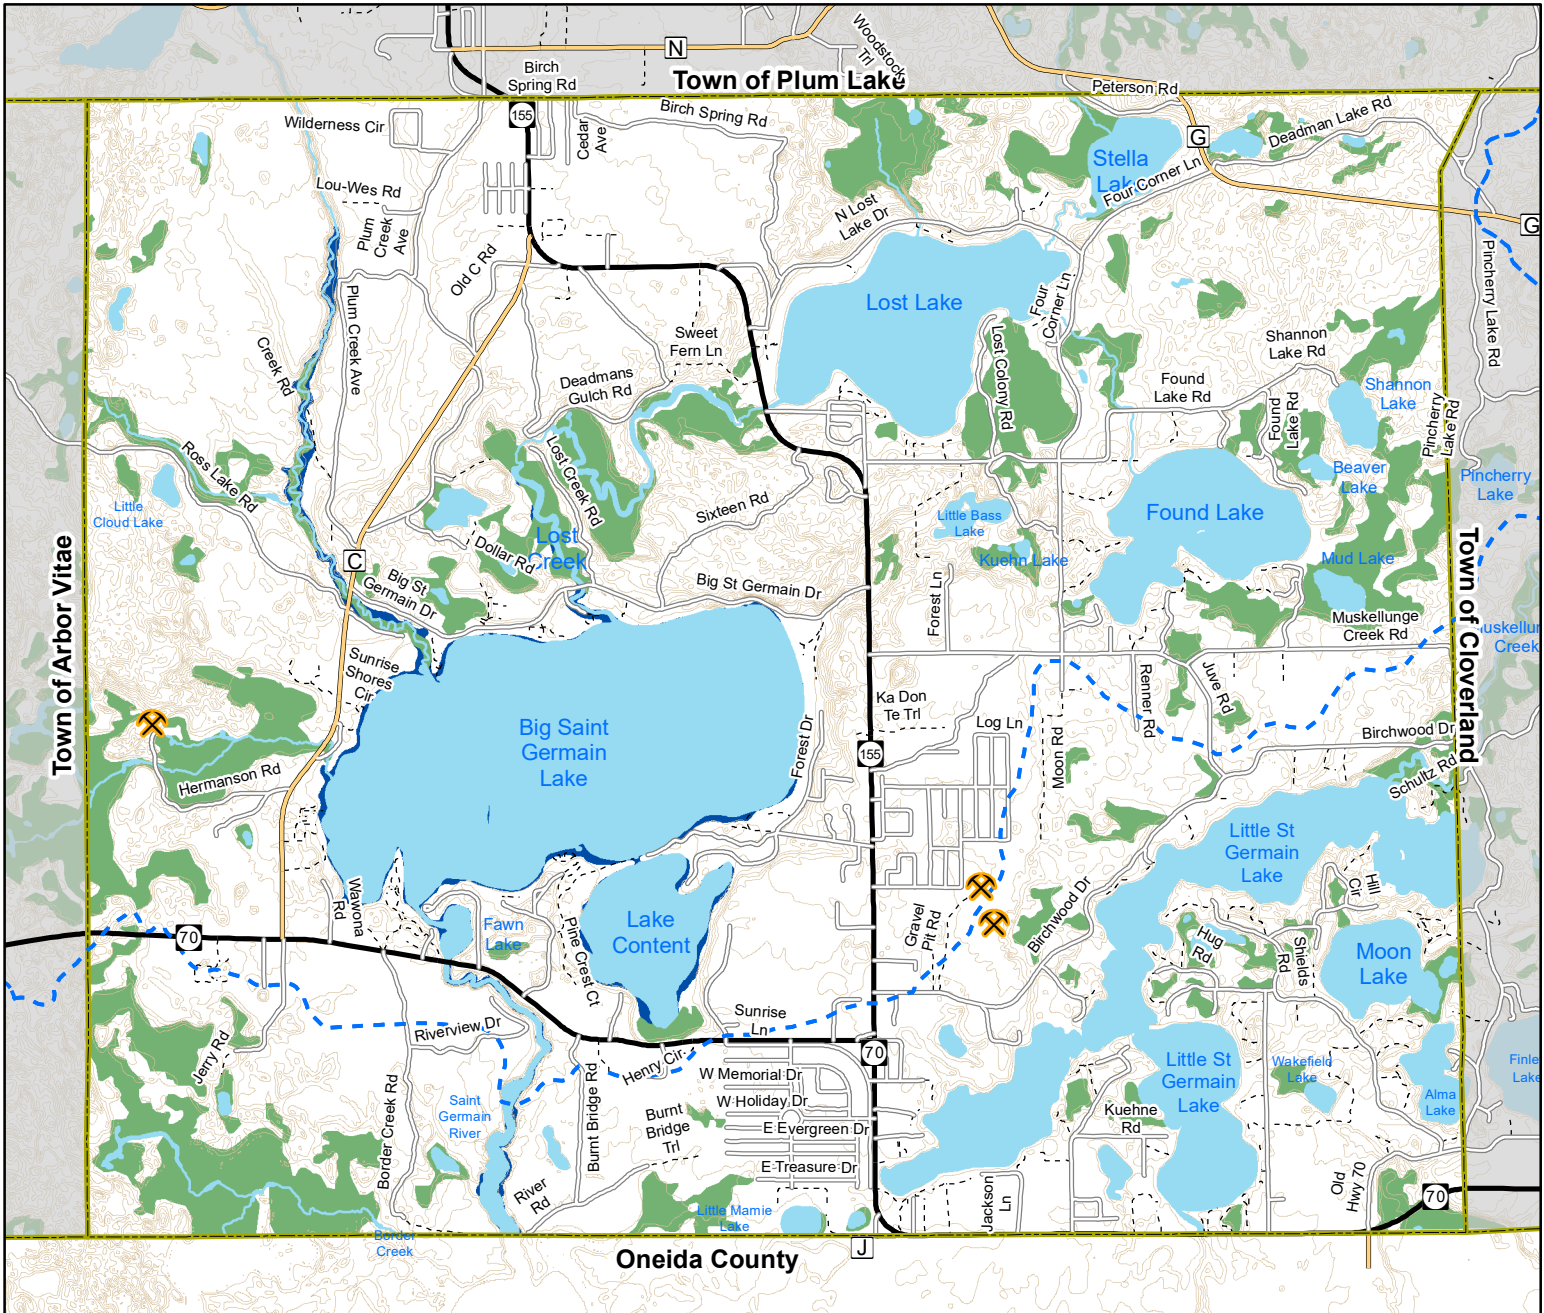 N
Woodstock
Trl
Birch
Spring Rd
Town of Plum Lake
Peterson Rd
155
Wilderness Cir
Cedar
Ave
Birch Spring Rd
G
Deadman Lake Rd
Stella
Lake
Four Corner Ln
Lou-Wes Rd
Plum
Creek
Ave
N Lost
Lake Dr
G
Old C Rd
Pincherry Lake Rd
Plum Creek Ave
Lost Lake
Four
Corner Ln
Creek Rd
Sweet
Fern Ln
Lost Colony Rd
Shannon
Lake Rd
Deadmans
Gulch Rd
Found
Lake Rd
Shannon
Lake
Found
Lake Rd
Pincherry
Lake Rd
Ross Lake Rd
Lost Creek Rd
Beaver
Lake
Pincherry
Lake
Little
Cloud Lake
Sixteen Rd
Little Bass
Lake
Found Lake
Dollar Rd
Lost
Creek
Kuehn Lake
Mud Lake
C
Big St
Germain Dr
Big St Germain Dr
Forest Ln
Town of Arbor Vitae
Town of Cloverland
Muskellunge
Creek Rd
uskellun
Creek
Sunrise
Shores
Cir
Renner Rd
Juve Rd
Ka Don
Te Trl
Log Ln
Big Saint
Germain
Lake
Forest Dr
155
Moon Rd
Birchwood Dr
Schultz Rd
Hermanson Rd
Little St
Germain
Lake
Hill
Cir
Wawona
Rd
Fawn
Lake
Pine Crest Ct
Lake
Content
Gravel
Pit Rd
Birchwood Dr
Hug
Rd
Shields
Rd
Moon
Lake
70
Sunrise
Ln
Riverview Dr
Jerry Rd
Henry Cir
70
W Memorial Dr
Little St
Germain
Lake
Wakefield
Lake
Finle
Lake
Border Creek Rd
Saint
Germain
River
Burnt Bridge Rd
Burnt
Bridge
Trl
W Holiday Dr
E Evergreen Dr
Kuehne
Rd
Alma
Lake
E Treasure Dr
River
Rd
Jackson
Ln
Old
Hwy 70
70
Little Mamie
Lake
Border
Creek
Oneida County
J